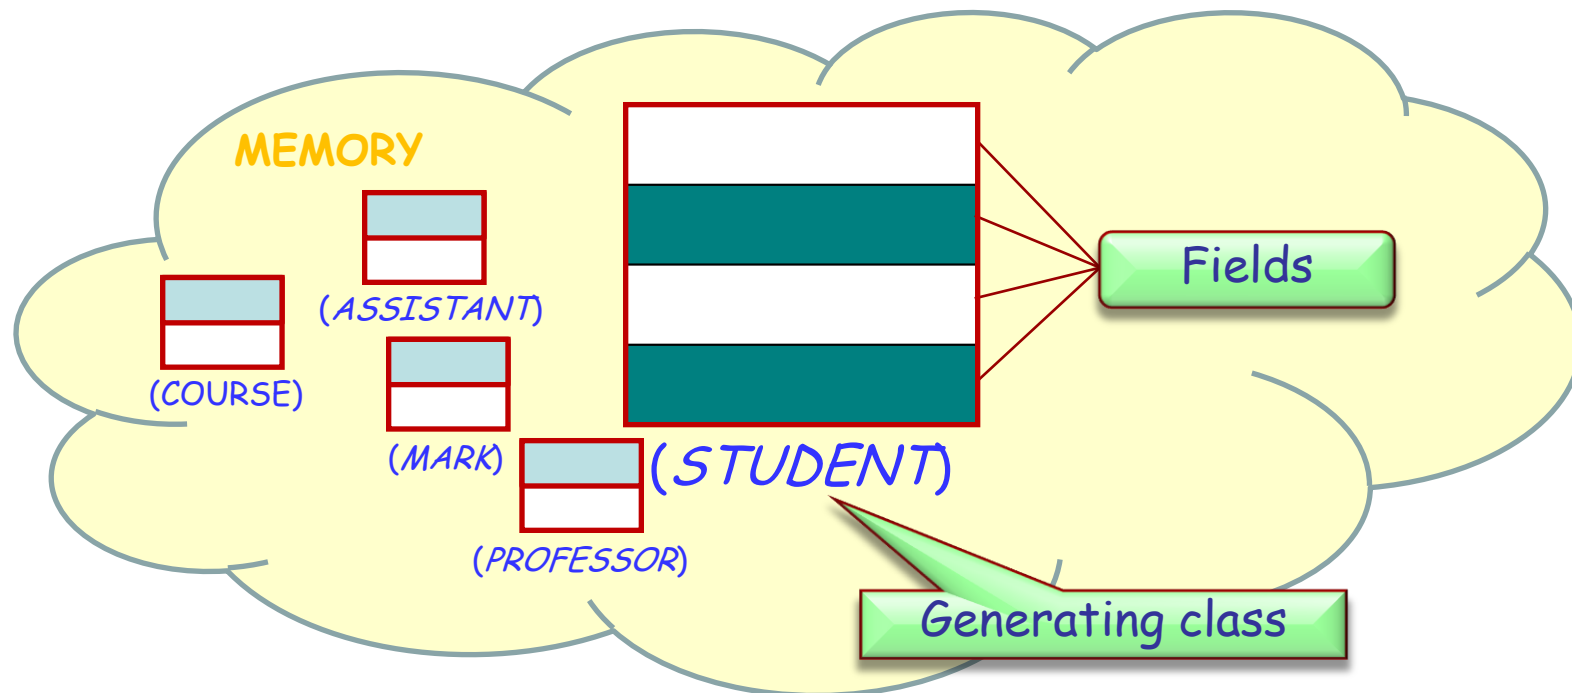 MEMORY
(ASSISTANT)
Fields
(COURSE)
(MARK)
(STUDENT)
(PROFESSOR)
Generating class